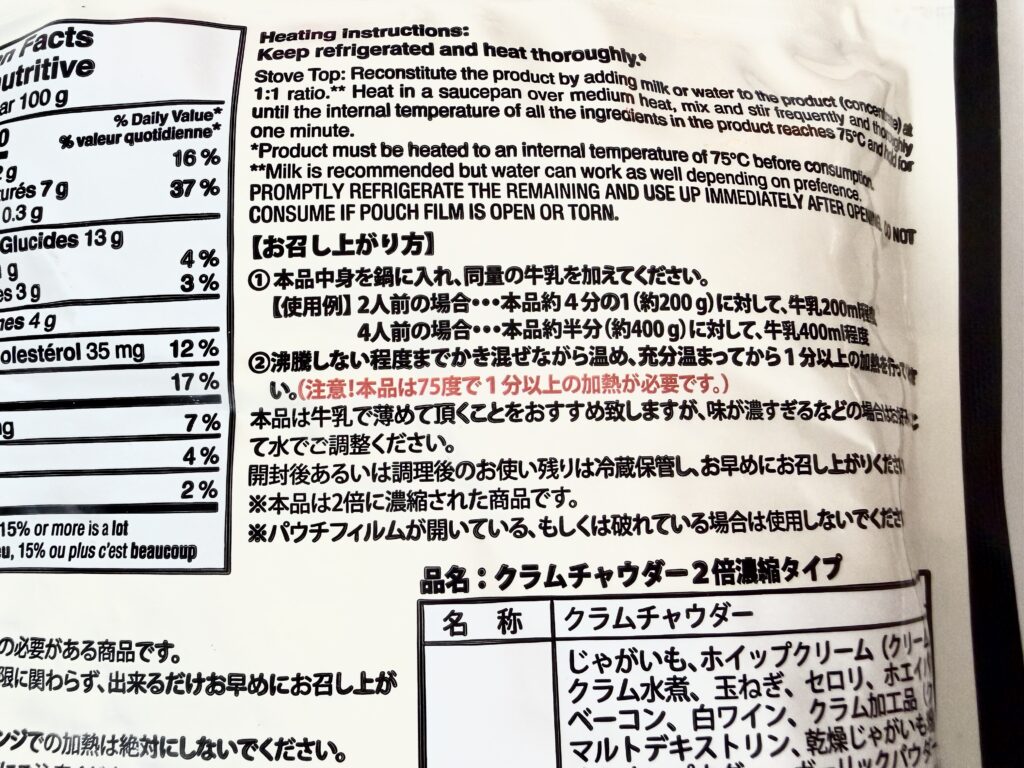 n Facts
utritive
ar 100 g
% Daily Value*
% valeur quotidienne*
16 %
urés 7 g 37 %
0.3 g
Glucides 13 g
g 4 %
es 3 g 3 %
nes 4 g
olestérol 35 mg 12 %
17 %
7 %
4 %
2 %
15% or more is a lot
eu, 15% ou plus c'est beaucoup
Heating instructions:
Keep refrigerated and heat thoroughly.*
Stove Top: Reconstitute the product by adding milk or water to the product (concentrate) at
1:1 ratio.** Heat in a saucepan over medium heat, mix and stir frequently and thoroughly
until the internal temperature of all the ingredients in the product reaches 75°C and hold for
one minute.
*Product must be heated to an internal temperature of 75°C before consumption.
**Milk is recommended but water can work as well depending on preference.
PROMPTLY REFRIGERATE THE REMAINING AND USE UP IMMEDIATELY AFTER OPENING. DO NOT
CONSUME IF POUCH FILM IS OPEN OR TORN.
【お召し上がり方】
①本品中身を鍋に入れ、同量の牛乳を加えてください。
【使用例】2人前の場合・・・本品約4分の1(約200g)に対して、牛乳200ml程度
4人前の場合・・・本品約半分(約400g)に対して、牛乳400ml程度
②沸騰しない程度までかき混ぜながら温め、充分温まってから1分以上の加熱を行って
い。(注意!本品は75度で1分以上の加熱が必要です。)
本品は牛乳で薄めて頂くことをおすすめ致しますが、味が濃すぎるなどの場合は
て水でご調整ください。
開封後あるいは調理後のお使い残りは冷蔵保管し、お早めにお召し上がりくださ
※本品は2倍に濃縮された商品です。
※パウチフィルムが開いている、もしくは破れている場合は使用しないでくださ
品名:クラムチャウダー2倍濃縮タイプ
名 称 クラムチャウダー
じゃがいも、ホイップクリーム(クリーム
クラム水煮、玉ねぎ、セロリ、ホエイパ
ベーコン、白ワイン、クラム加工品(ク
マルトデキストリン、乾燥じゃがいも
ーリックパウダ
の必要がある商品です。
限に関わらず、出来るだけお早めにお召し上が
ンジでの加熱は絶対にしないでください。